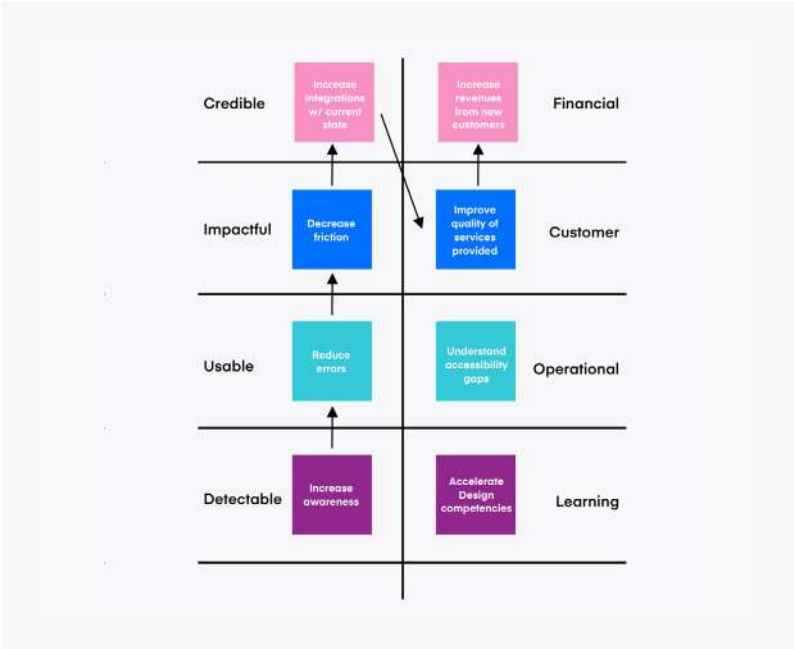 Credible
Increase
integrations
w/ current
state
Increase
revenues
from new
customers
Financial
Impactful
Decrease
friction
Improve
quality of
services
provided
Customer
Usable
Reduce
errors
Understand
accessibility
gaps
Operational
Detectable
Increase
awareness
Accelerate
Design
competencies
Learning